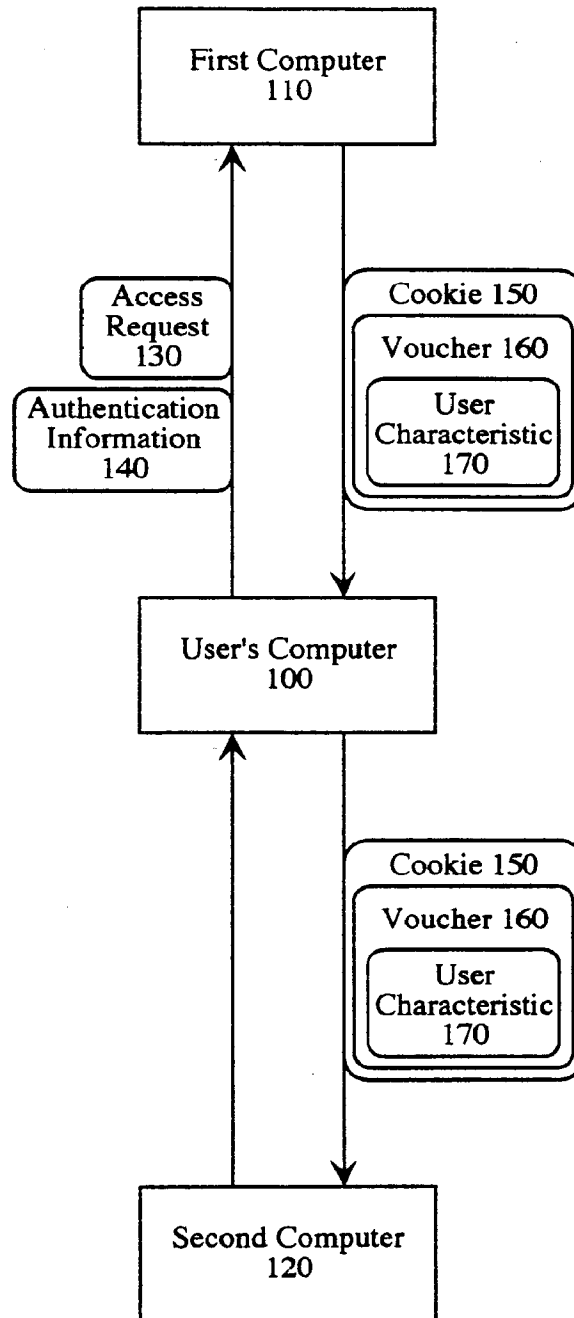 First Computer
110
Access
Request
130
Authentication
Information
140
Cookie 150
Voucher 160
User
Characteristic
170
User's Computer
100
Cookie 150
Voucher 160
User
Characteristic
170
Second Computer
120